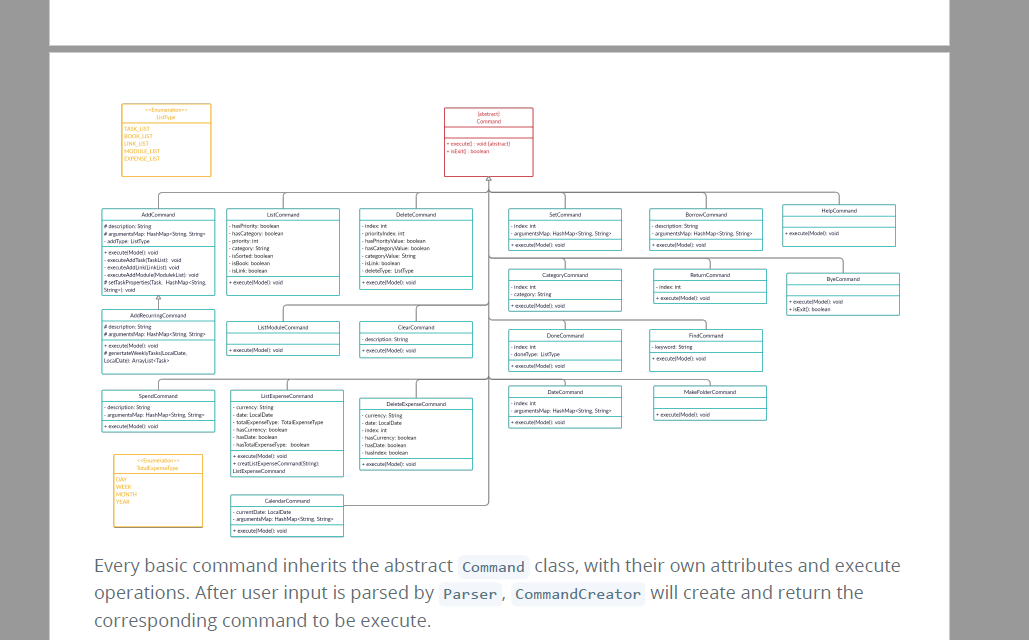 <<Enumeration>>
ListType
TASK_LIST
BOOK_LIST
LINK_LIST
MODULE_LIST
EXPENSE_LIST
{abstract}
Command
+ execute() : void {abstract}
+ isExit() : boolean
AddCommand
# description: String
# argumentsMap: HashMap<String, String>
- addType: ListType
+ execute(Model): void
- executeAddTask(TaskList): void
- executeAddLink(LinkList): void
- executeAddModule(ModuleList): void
# setTaskProperties(Task, HashMap<String,
String>): void
ListCommand
- hasPriority: boolean
- hasCategory: boolean
- priority: int
- category: String
- isSorted: boolean
- isBook: boolean
- isLink: boolean
+ execute(Model): void
DeleteCommand
- index: int
- priorityIndex: int
- hasPriorityValue: boolean
- hasCategoryValue: boolean
- categoryValue: String
- isLink: boolean
- deleteType: ListType
+ execute(Model): void
SetCommand
- index: int
- argumentsMap: HashMap<String, String>
+ execute(Model): void
BorrowCommand
- description: String
- argumentsMap: HashMap<String, String>
+ execute(Model): void
HelpCommand
+ execute(Model): void
CategoryCommand
- index: int
- category: String
+ execute(Model): void
ReturnCommand
- index: int
+ execute(Model): void
ByeCommand
+ execute(Model): void
+ isExit(): boolean
AddRecurringCommand
# description: String
# argumentsMap: HashMap<String, String>
+ execute(Model): void
# genertateWeeklyTasks(LocalDate,
LocalDate): ArrayList<Task>
ListModuleCommand
+ execute(Model): void
ClearCommand
- description: String
+ execute(Model): void
DoneCommand
- index: int
- doneType: ListType
+ execute(Model): void
FindCommand
- keyword: String
+ execute(Model): void
SpendCommand
- description: String
- argumentsMap: HashMap<String, String>
+ execute(Model): void
ListExpenseCommand
- currency: String
- date: LocalDate
- totalExpenseType: TotalExpenseType
- hasCurrency: boolean
- hasDate: boolean
- hasTotalExpenseType: boolean
+ execute(Model): void
+ creatListExpenseCommand(String):
ListExpenseCommand
DeleteExpenseCommand
- currency: String
- date: LocalDate
- index: int
- hasCurrency: boolean
- hasDate: boolean
- hasIndex: boolean
+ execute(Model): void
DateCommand
- index: int
- argumentsMap: HashMap<String, String>
+ execute(Model): void
MakeFolderCommand
+ execute(Model): void
<<Enumeration>>
TotalExpenseType
DAY
WEEK
MONTH
YEAR
CalendarCommand
- currentDate: LocalDate
- argumentsMap: HashMap<String, String>
+ execute(Model): void
Every basic command inherits the abstract Command class, with their own attributes and execute
operations. After user input is parsed by Parser, CommandCreator will create and return the
corresponding command to be execute.